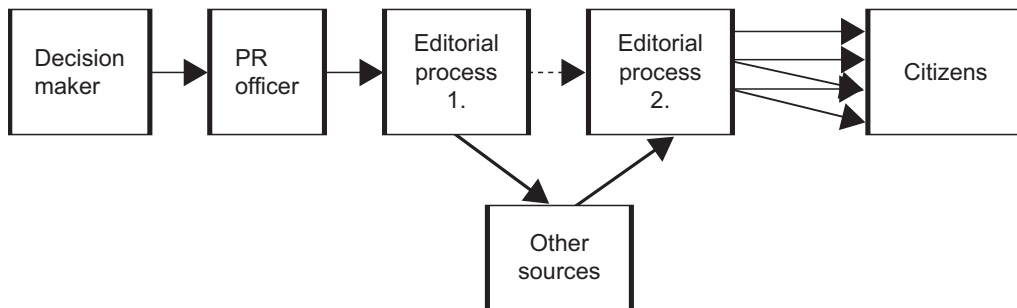 Decision
maker
PR
officer
Editorial
process
1.
Editorial
process
2.
Citizens
Other
sources